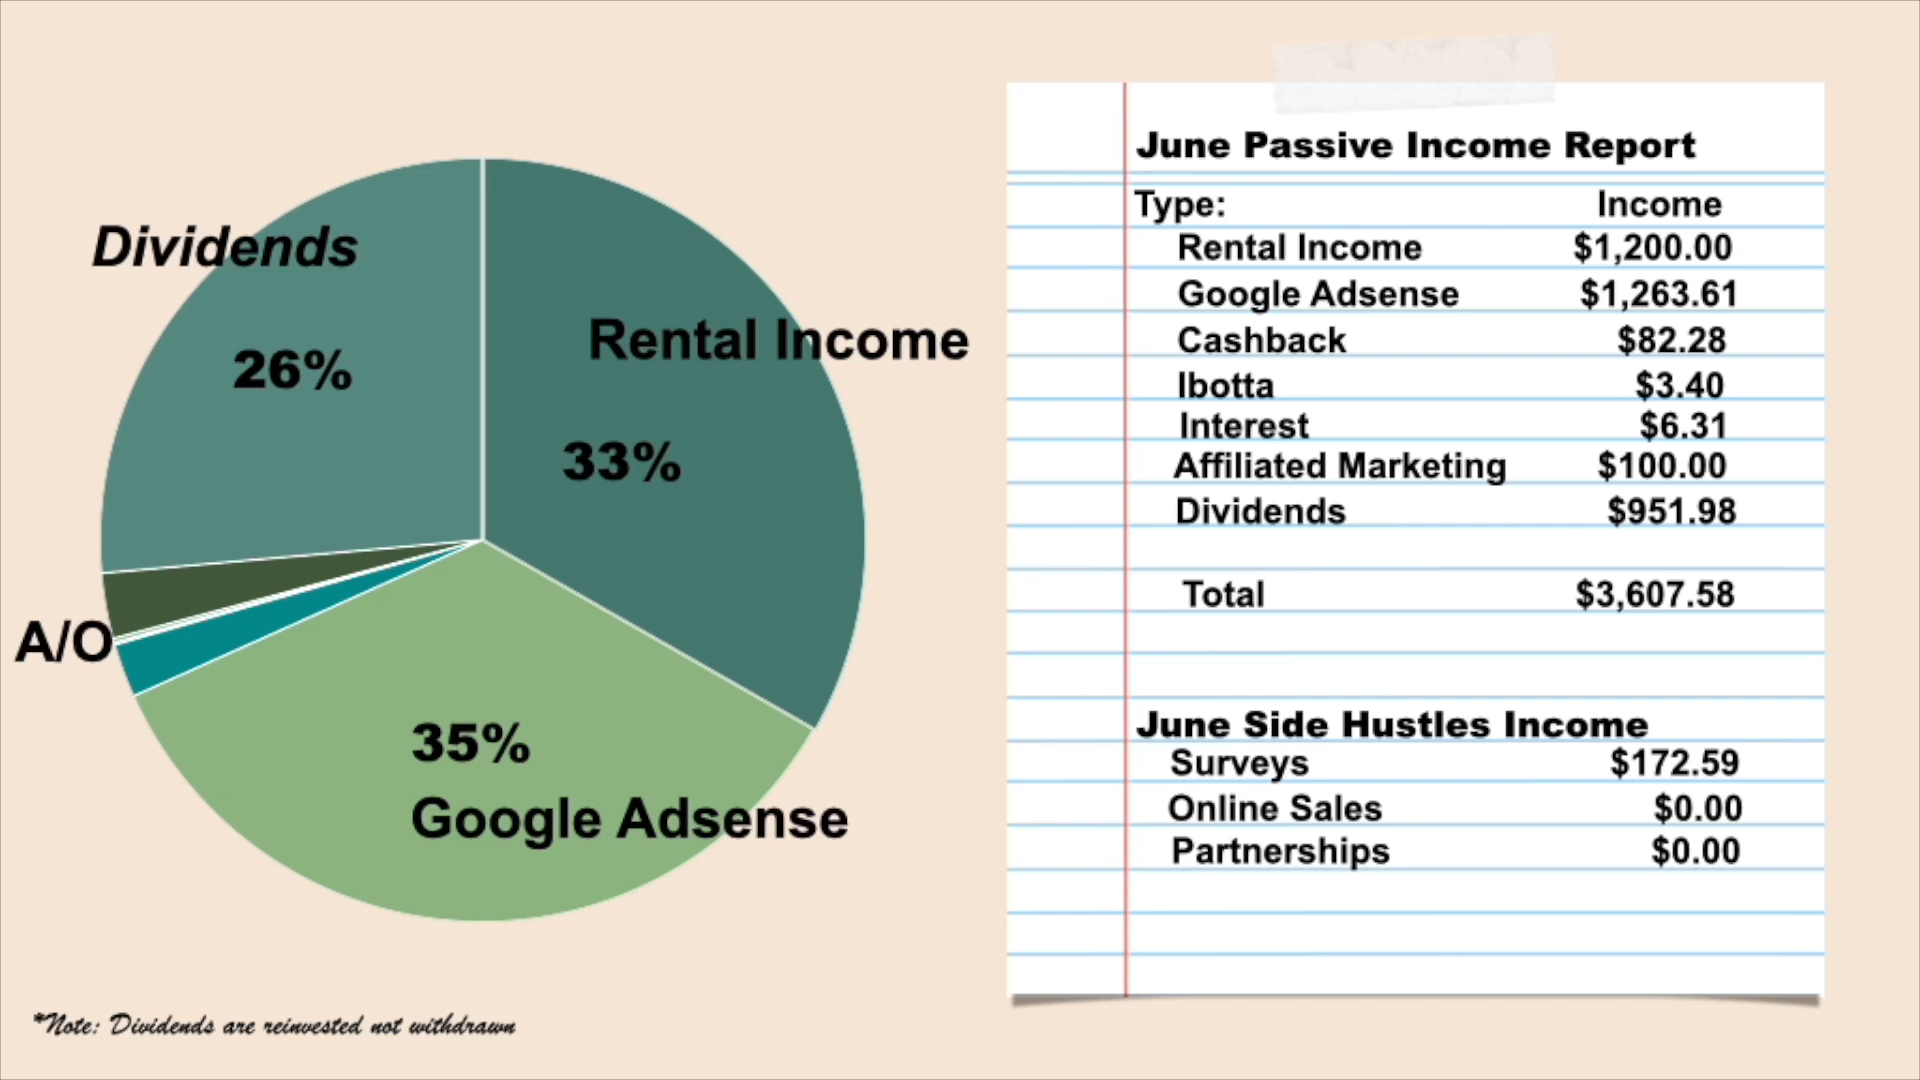 Dividends
26%
Rental Income
33%
A/O
35%
Google Adsense
*Note: Dividends are reinvested not withdrawn
June Passive Income Report
Type: Income
Rental Income $1,200.00
Google Adsense $1,263.61
Cashback $82.28
Ibotta $3.40
Interest $6.31
Affiliated Marketing $100.00
Dividends $951.98
Total $3,607.58
June Side Hustles Income
Surveys $172.59
Online Sales $0.00
Partnerships $0.00